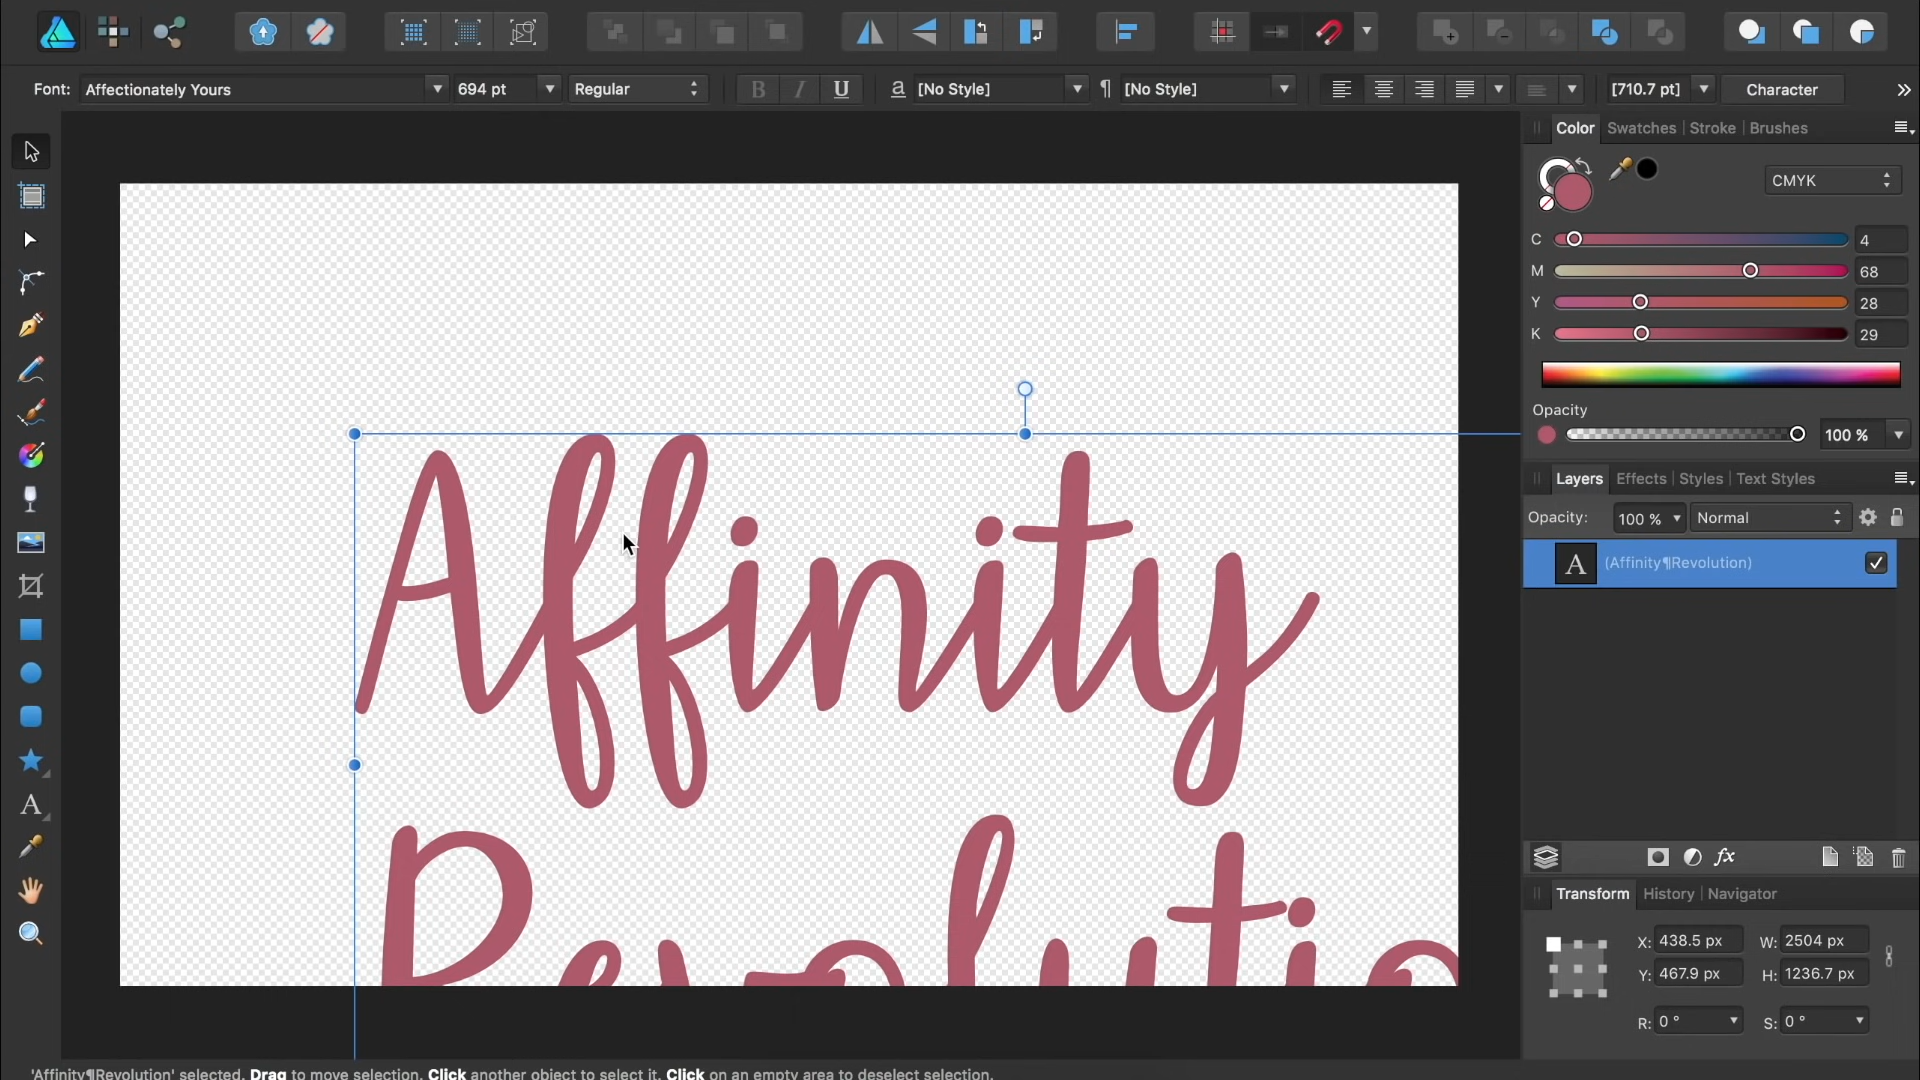 Font: Affectionately Yours 694 pt Regular B I U a [No Style] ¶ [No Style] [710.7 pt] Character
Color Swatches Stroke Brushes
CMYK
C 4
M 68
Y 28
K 29
Opacity
100 %
Affinity
Revolutio
Layers Effects Styles Text Styles
Opacity: 100 % Normal
A (Affinity¶Revolution)
fx
Transform History Navigator
X: 438.5 px W: 2504 px
Y: 467.9 px H: 1236.7 px
R: 0 ° S: 0 °
'Affinity¶Revolution' selected. Drag to move selection. Click another object to select it. Click on an empty area to deselect selection.